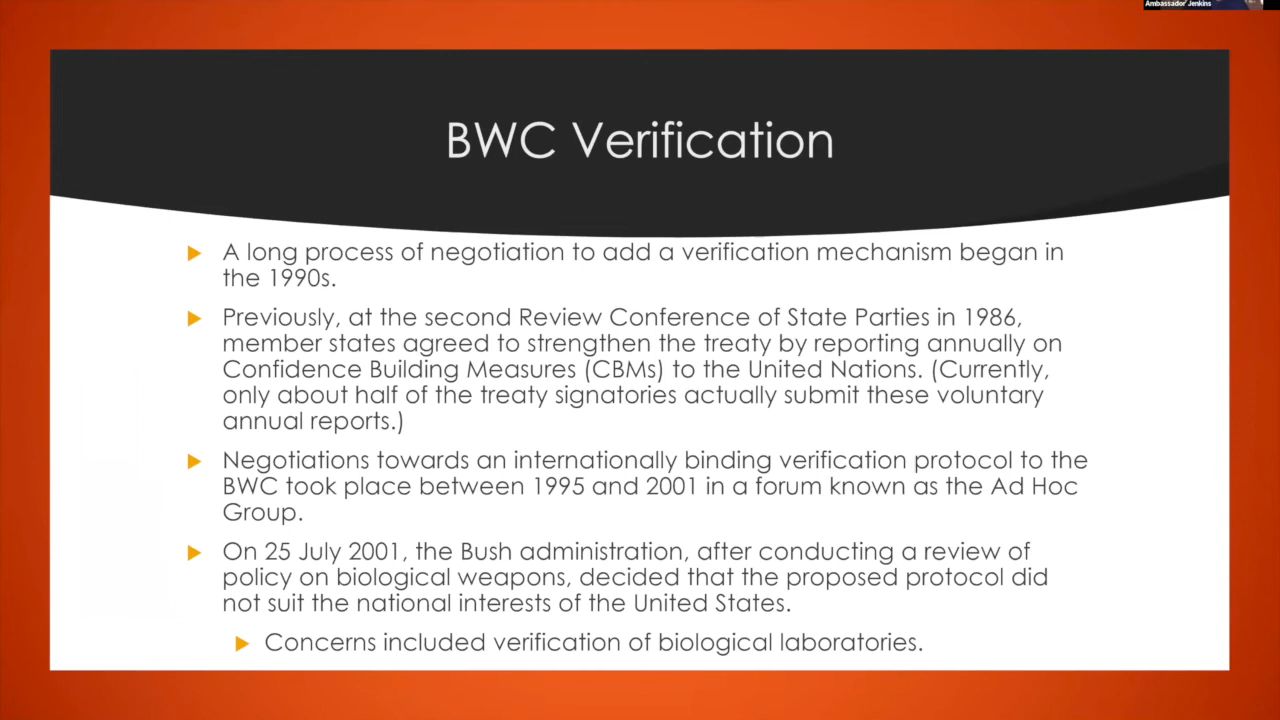 Ambassador Jenkins
BWC Verification
A long process of negotiation to add a verification mechanism began in
the 1990s.
Previously, at the second Review Conference of State Parties in 1986,
member states agreed to strengthen the treaty by reporting annually on
Confidence Building Measures (CBMs) to the United Nations. (Currently,
only about half of the treaty signatories actually submit these voluntary
annual reports.)
Negotiations towards an internationally binding verification protocol to the
BWC took place between 1995 and 2001 in a forum known as the Ad Hoc
Group.
On 25 July 2001, the Bush administration, after conducting a review of
policy on biological weapons, decided that the proposed protocol did
not suit the national interests of the United States.
Concerns included verification of biological laboratories.